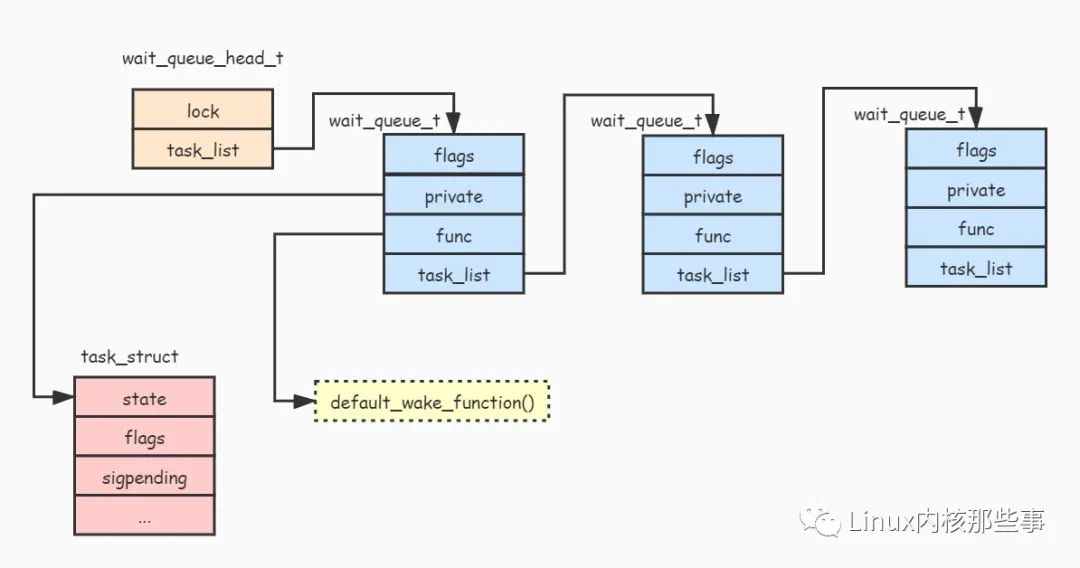 wait_queue_head_t
lock
task_list
wait_queue_t
flags
private
func
task_list
wait_queue_t
flags
private
func
task_list
wait_queue_t
flags
private
func
task_list
task_struct
state
flags
sigpending
...
default_wake_function()
Linux内核那些事